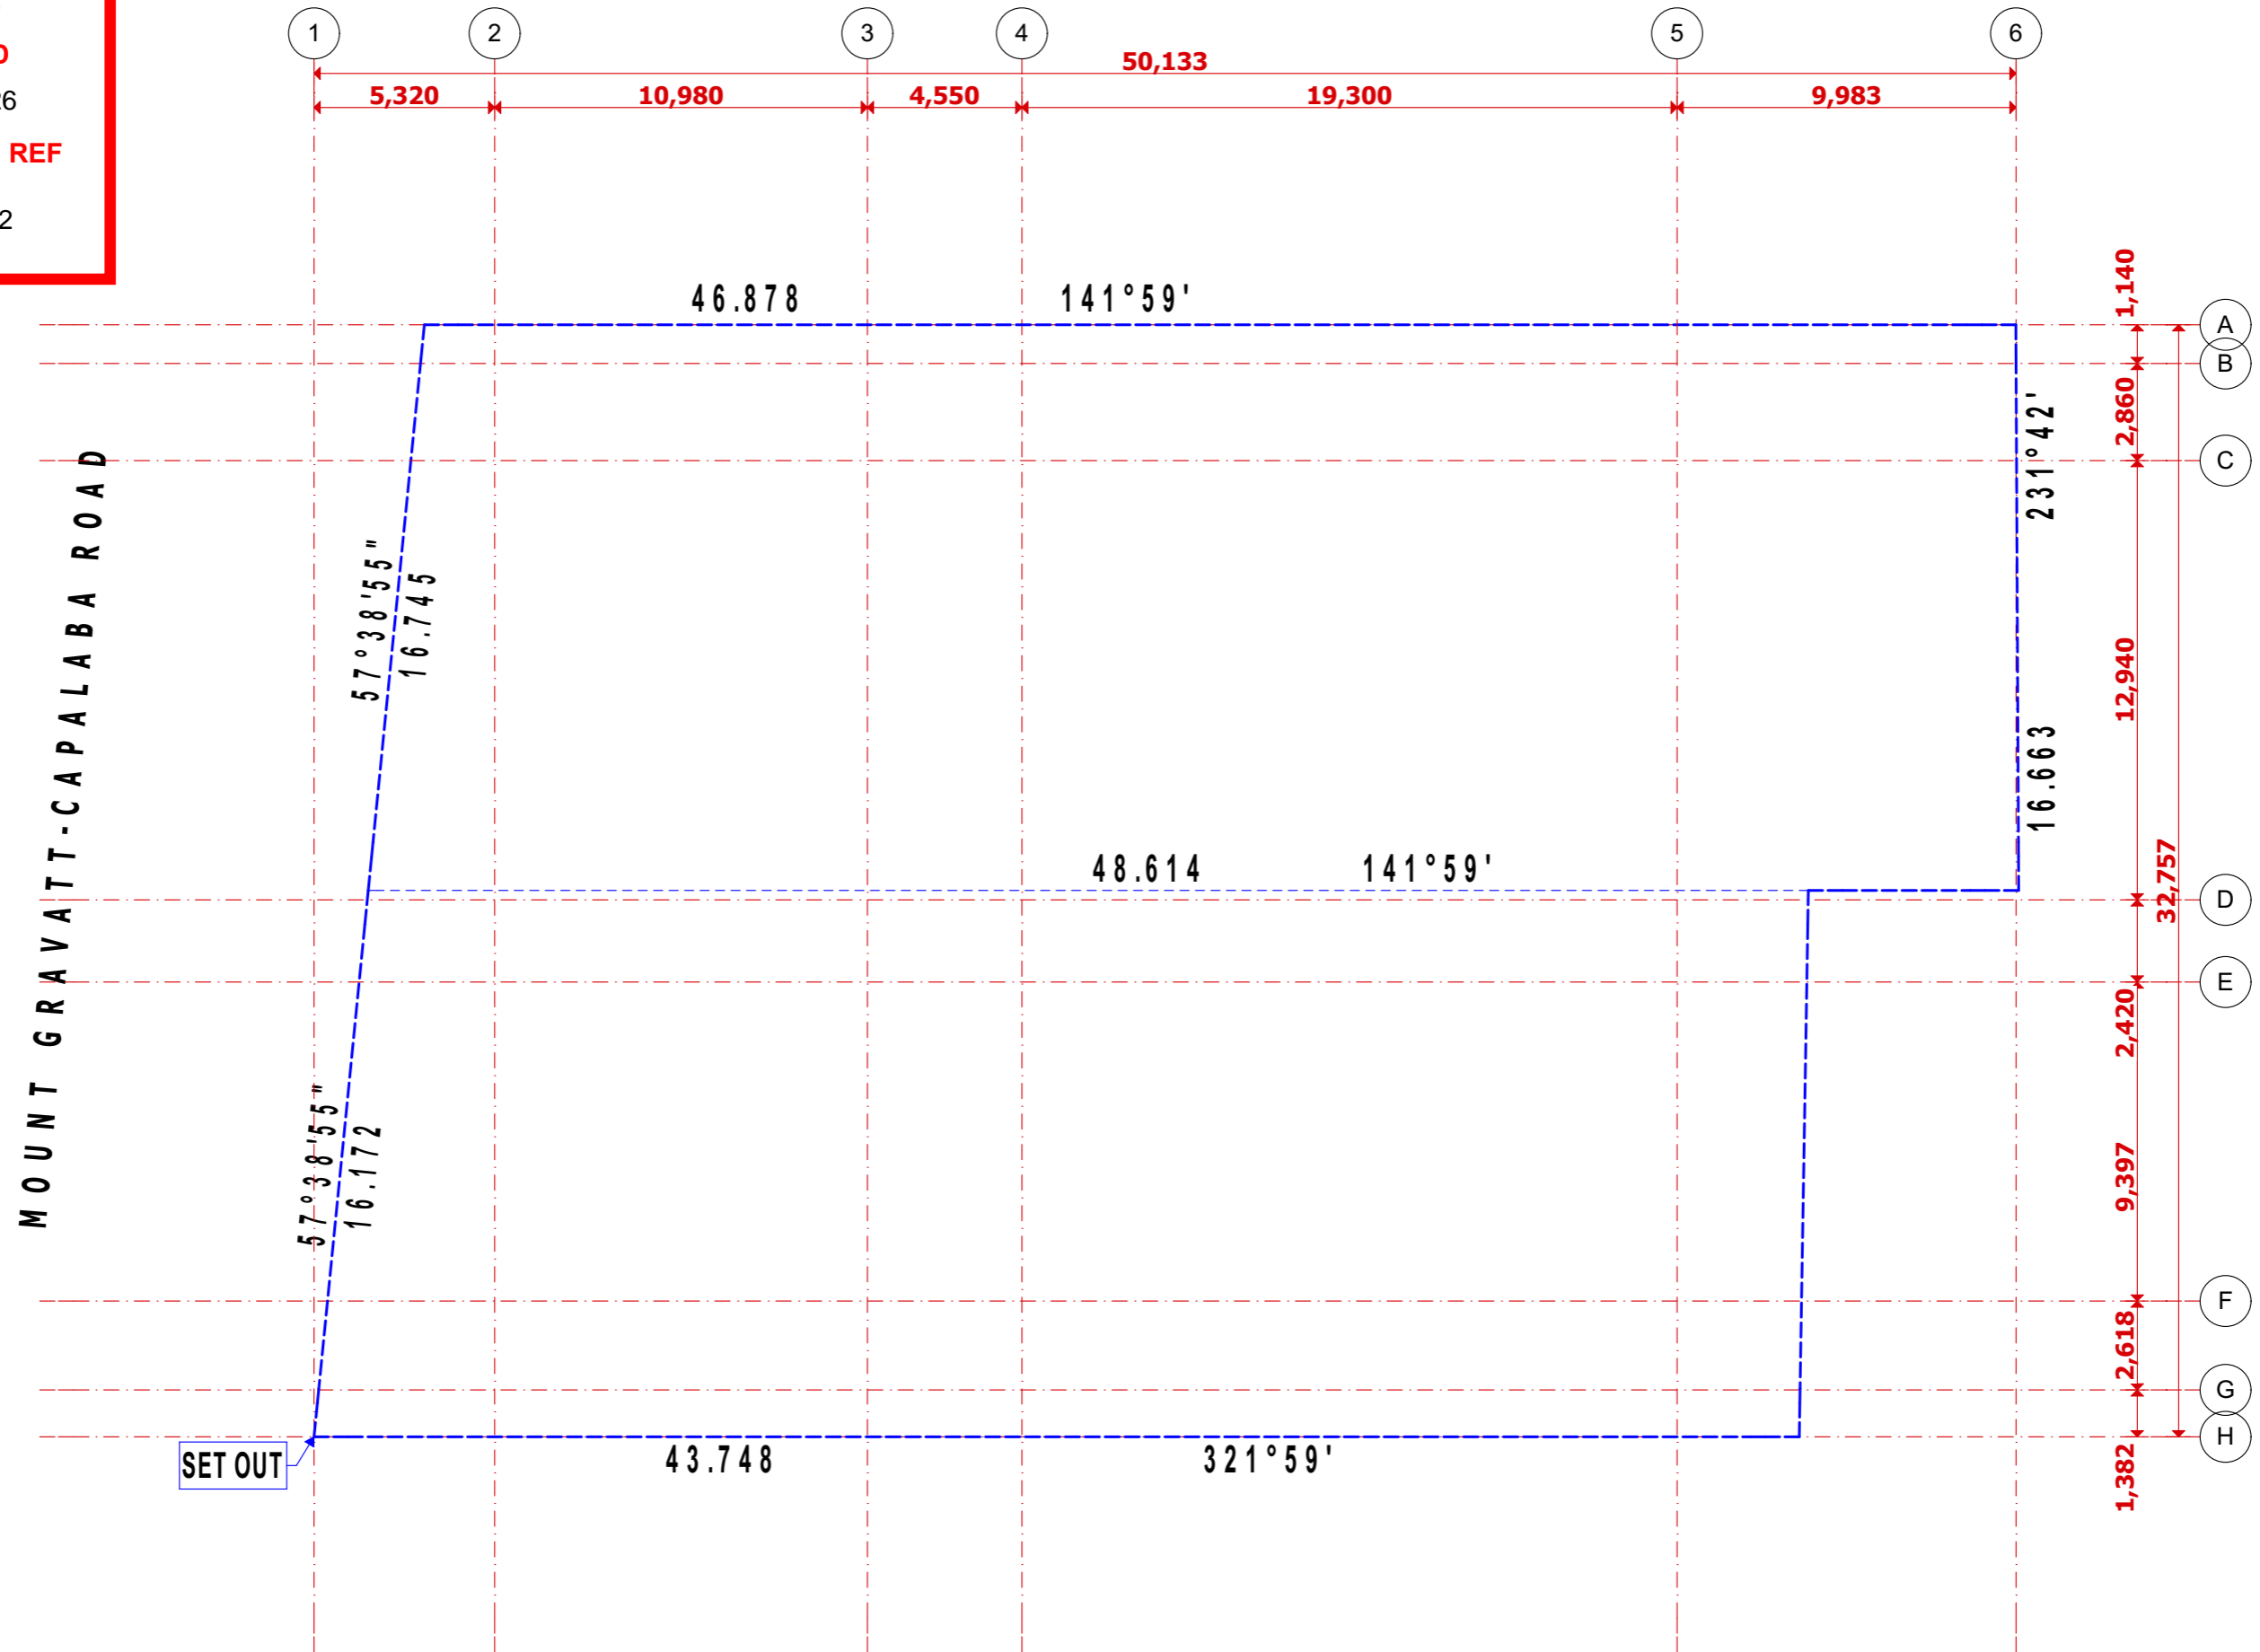 REF
1
2
3
4
5
6
50,133
5,320
10,980
4,550
19,300
9,983
46.878
141°59'
1,140
A
B
2,860
231°42'
C
57°38'55"
16.745
12,940
16.663
MOUNT GRAVATT-CAPALABA ROAD
48.614
141°59'
32,757
D
E
2,420
57°38'55"
16.172
9,397
F
2,618
G
H
1,382
SET OUT
43.748
321°59'